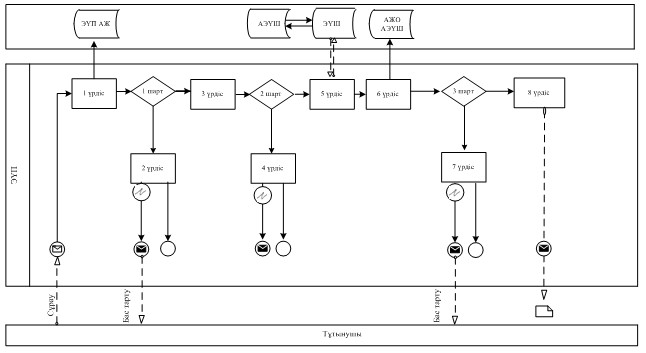 ЭҮП АЖ
АЭҮШ
ЭҮШ
АЖО
АЭҮШ
ЭҮП
1 үрдіс
1 шарт
3 үрдіс
2 шарт
5 үрдіс
6 үрдіс
3 шарт
8 үрдіс
2 үрдіс
4 үрдіс
7 үрдіс
Сұрау
Бас тарту
Бас тарту
Тұтынушы